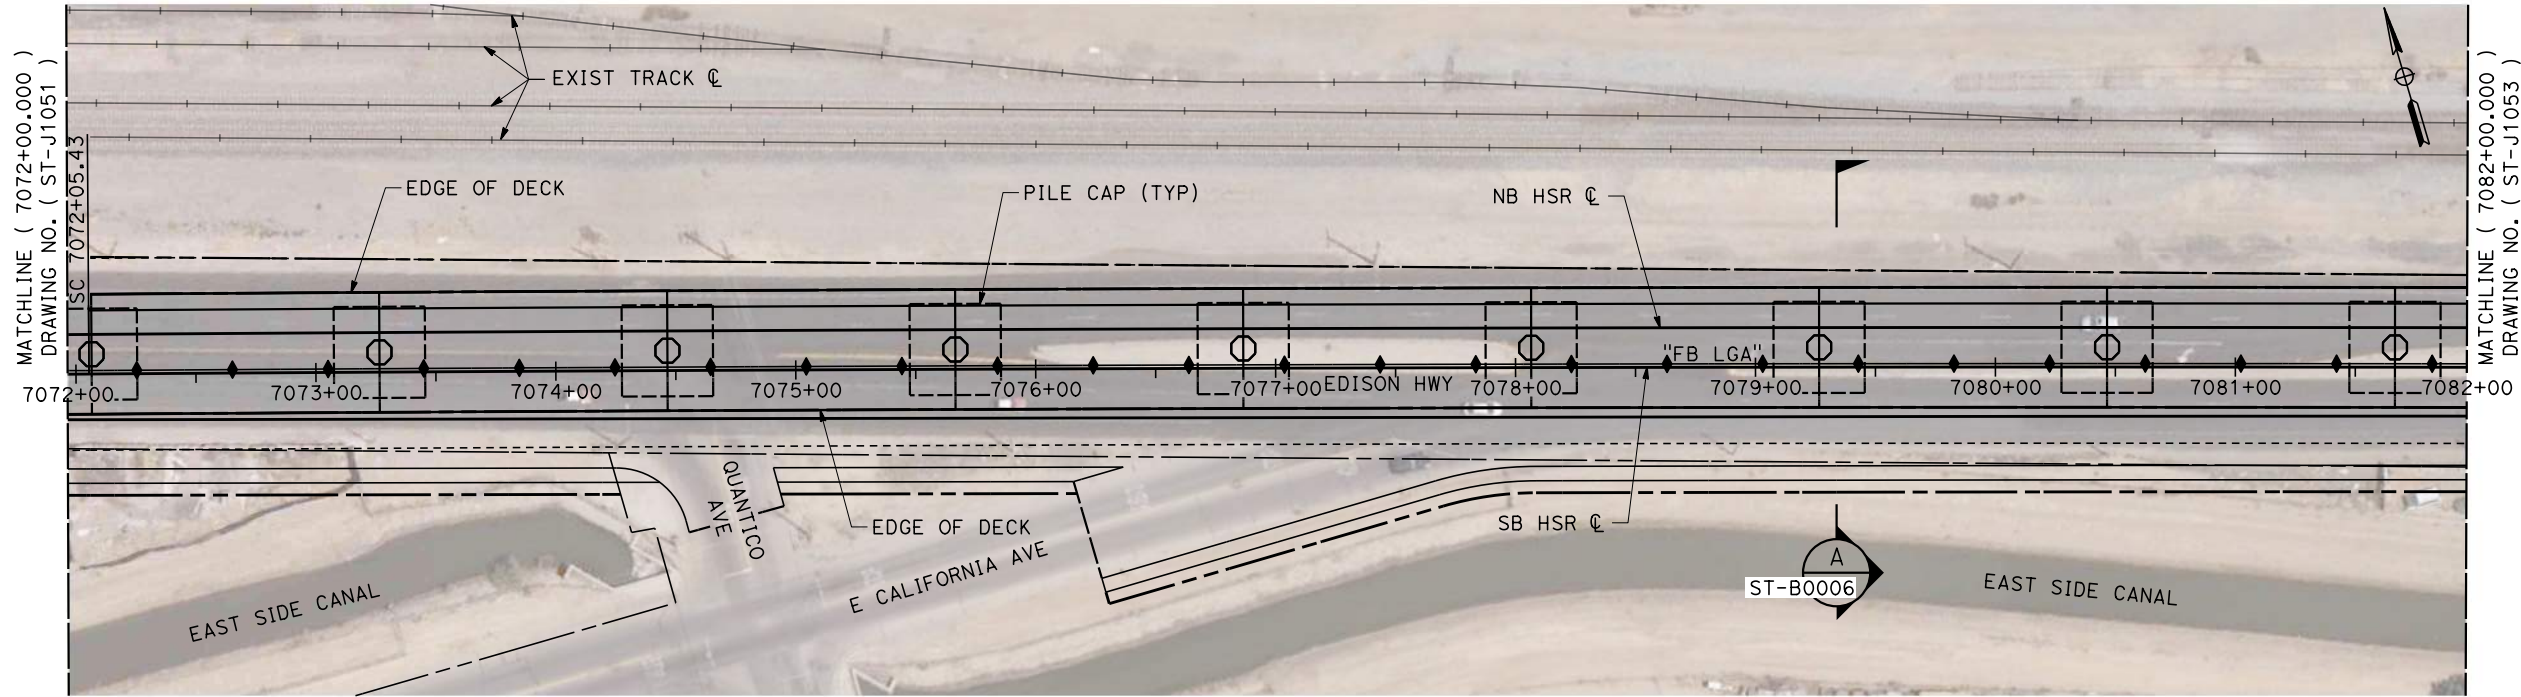 MATCHLINE ( 7072+00.000 )
DRAWING NO. ( ST-J1051 )
SC 7072+05.43
EXIST TRACK ℄
EDGE OF DECK
PILE CAP (TYP)
NB HSR ℄
"FB LGA"
EDISON HWY
7072+00
7073+00
7074+00
7075+00
7076+00
7077+00
7078+00
7079+00
7080+00
7081+00
7082+00
QUANTICO
AVE
EDGE OF DECK
SB HSR ℄
E CALIFORNIA AVE
EAST SIDE CANAL
A
ST-B0006
EAST SIDE CANAL
MATCHLINE ( 7082+00.000 )
DRAWING NO. ( ST-J1053 )